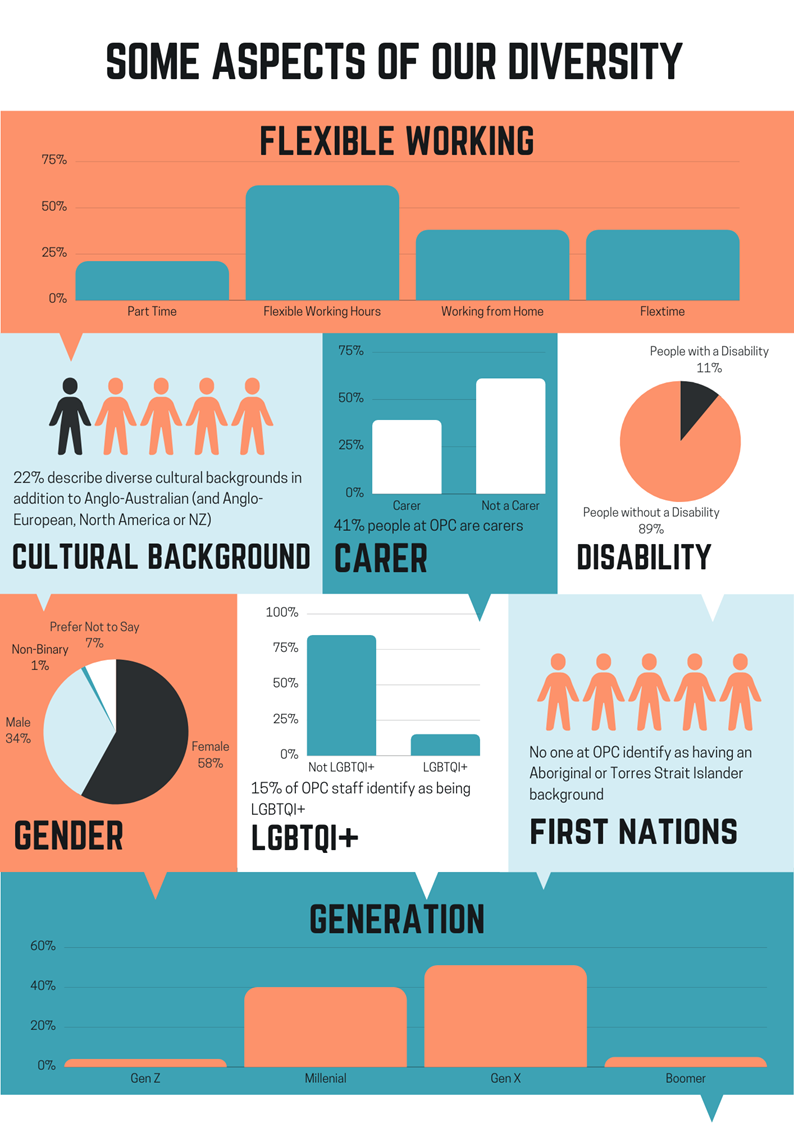 SOME ASPECTS OF OUR DIVERSITY
FLEXIBLE WORKING
75%
50%
25%
0%
Part Time
Flexible Working Hours
Working from Home
Flextime
22% describe diverse cultural backgrounds in
addition to Anglo-Australian (and Anglo-
European, North America or NZ)
CULTURAL BACKGROUND
75%
50%
25%
0%
Carer
Not a Carer
41% people at OPC are carers
CARER
People with a Disability
11%
People without a Disability
89%
DISABILITY
Prefer Not to Say
7%
Non-Binary
1%
Male
34%
Female
58%
GENDER
100%
75%
50%
25%
0%
Not LGBTQI+
LGBTQI+
15% of OPC staff identify as being
LGBTQI+
LGBTQI+
No one at OPC identify as having an
Aboriginal or Torres Strait Islander
background
FIRST NATIONS
GENERATION
60%
40%
20%
0%
Gen Z
Millenial
Gen X
Boomer